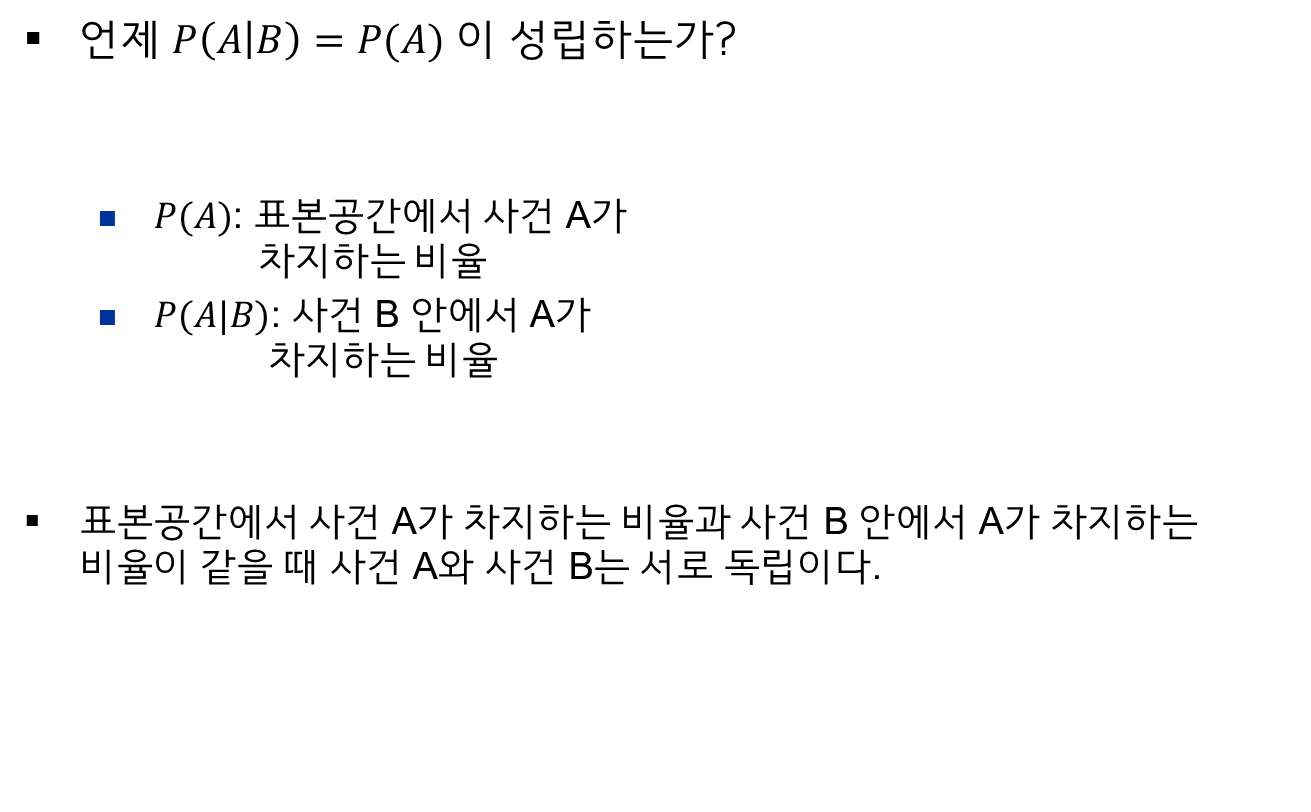 ▪ 언제 P(A|B) = P(A) 이 성립하는가?
▪ P(A): 표본공간에서 사건 A가
차지하는 비율
▪ P(A|B): 사건 B 안에서 A가
차지하는 비율
▪ 표본공간에서 사건 A가 차지하는 비율과 사건 B 안에서 A가 차지하는
비율이 같을 때 사건 A와 사건 B는 서로 독립이다.